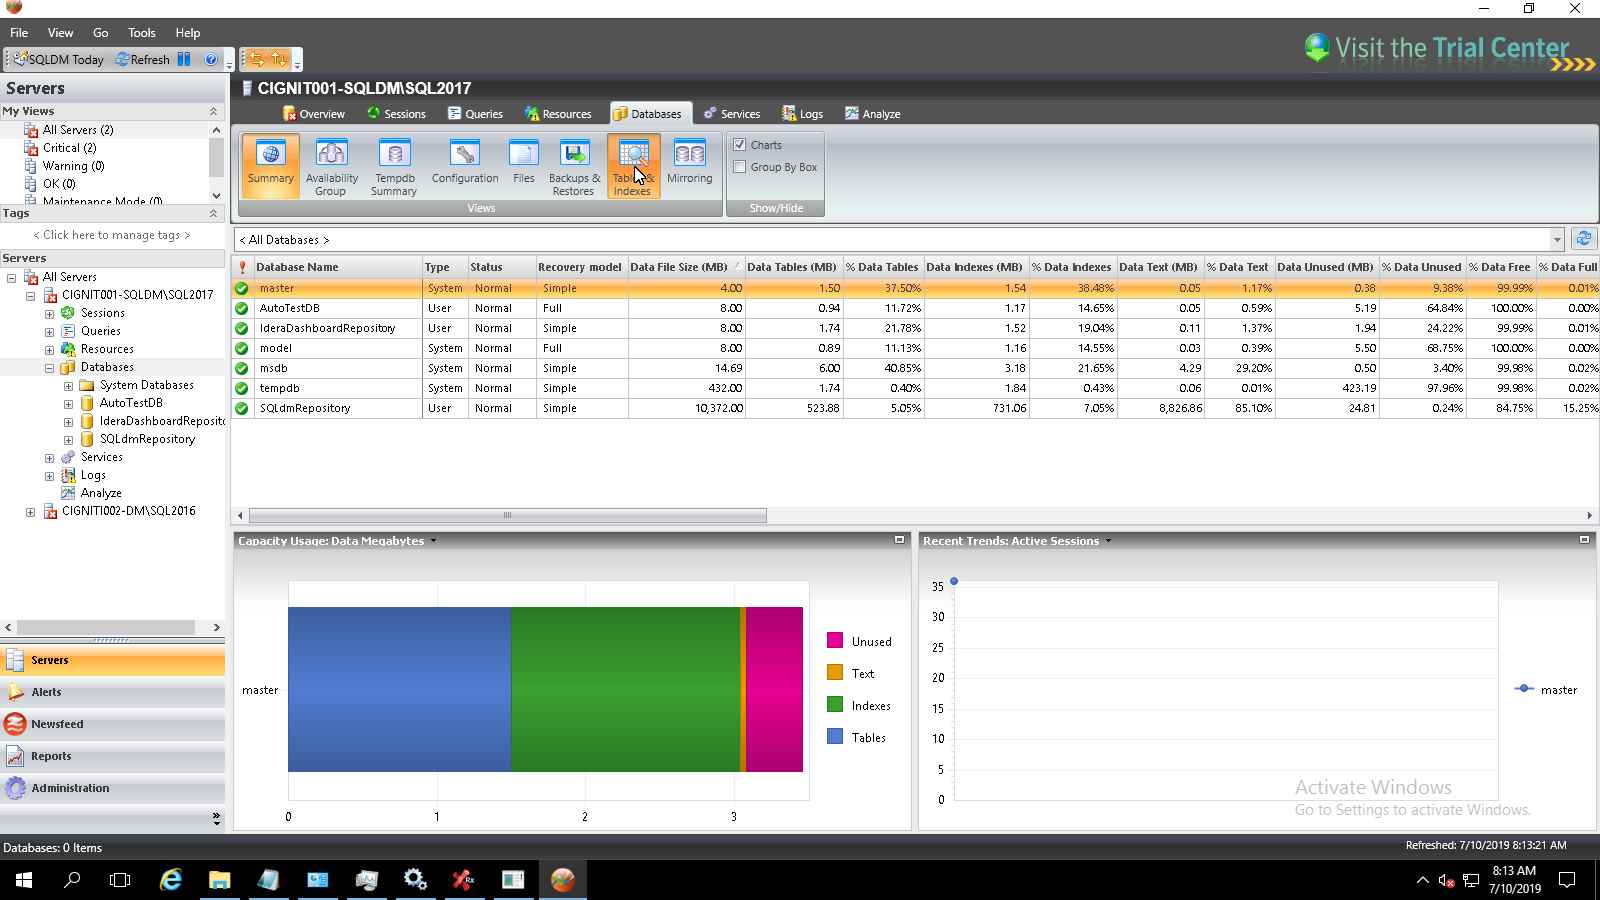 File View Go Tools Help
SQLDM Today Refresh
Visit the Trial Center
Servers
My Views
All Servers (2)
Critical (2)
Warning (0)
OK (0)
Maintenance Mode (0)
Tags
< Click here to manage tags >
Servers
All Servers
CIGNIT001-SQLDM\SQL2017
Sessions
Queries
Resources
Databases
System Databases
AutoTestDB
IderaDashboardReposito
SQLdmRepository
Services
Logs
Analyze
CIGNITI002-DM\SQL2016
Servers
Alerts
Newsfeed
Reports
Administration
CIGNIT001-SQLDM\SQL2017
Overview Sessions Queries Resources Databases Services Logs Analyze
Summary
Availability Group
Tempdb Summary
Configuration
Files
Backups & Restores
Tables & Indexes
Mirroring
Views
Charts
Group By Box
Show/Hide
< All Databases >
Database Name Type Status Recovery model Data File Size (MB) Data Tables (MB) % Data Tables Data Indexes (MB) % Data Indexes Data Text (MB) % Data Text Data Unused (MB) % Data Unused % Data Free % Data Full
master System Normal Simple 4.00 1.50 37.50% 1.54 38.48% 0.05 1.17% 0.38 9.38% 99.99% 0.01%
AutoTestDB User Normal Full 8.00 0.94 11.72% 1.17 14.65% 0.05 0.59% 5.19 64.84% 100.00% 0.00%
IderaDashboardRepository User Normal Simple 8.00 1.74 21.78% 1.52 19.04% 0.11 1.37% 1.94 24.22% 99.99% 0.01%
model System Normal Full 8.00 0.89 11.13% 1.16 14.55% 0.03 0.39% 5.50 68.75% 100.00% 0.00%
msdb System Normal Simple 14.69 6.00 40.85% 3.18 21.65% 4.29 29.20% 0.50 3.40% 99.98% 0.02%
tempdb System Normal Simple 432.00 1.74 0.40% 1.84 0.43% 0.06 0.01% 423.19 97.96% 99.98% 0.02%
SQLdmRepository User Normal Simple 10,372.00 523.88 5.05% 731.06 7.05% 8,826.86 85.10% 24.81 0.24% 84.75% 15.25%
Capacity Usage: Data Megabytes
master
0 1 2 3
Unused
Text
Indexes
Tables
Recent Trends: Active Sessions
35
30
25
20
15
10
5
0
master
Activate Windows
Go to Settings to activate Windows.
Databases: 0 Items
Refreshed: 7/10/2019 8:13:21 AM
8:13 AM
7/10/2019